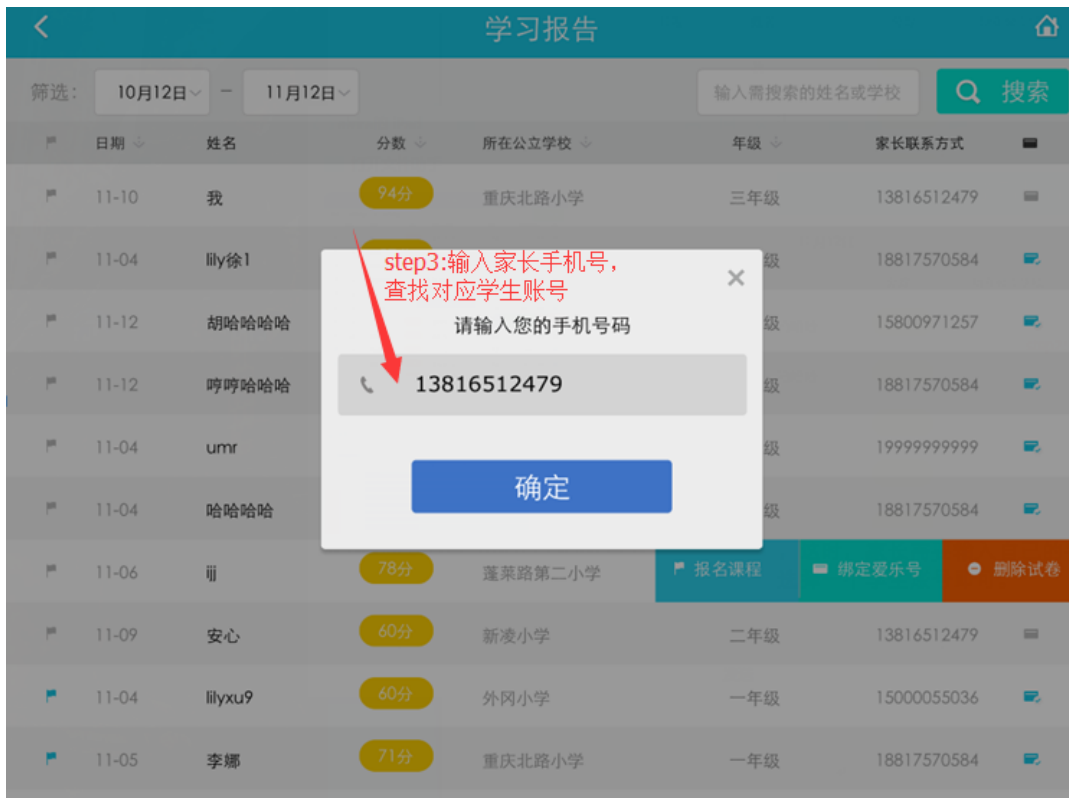 学习报告
筛选: 10月12日 - 11月12日 输入需搜索的姓名或学校 搜索
日期 姓名 分数 所在公立学校 年级 家长联系方式
11-10 我 94分 重庆北路小学 三年级 13816512479
11-04 lily徐1 级 18817570584
step3:输入家长手机号，
查找对应学生账号
请输入您的手机号码
11-12 胡哈哈哈哈 级 15800971257
13816512479
11-12 哼哼哈哈哈 级 18817570584
11-04 umr 级 19999999999
确定
11-04 哈哈哈哈 级 18817570584
11-06 ijj 78分 蓬莱路第二小学 报名课程 绑定爱乐号 删除试卷
11-09 安心 60分 新凌小学 二年级 13816512479
11-04 lilyxu9 60分 外冈小学 一年级 15000055036
11-05 李娜 71分 重庆北路小学 一年级 18817570584